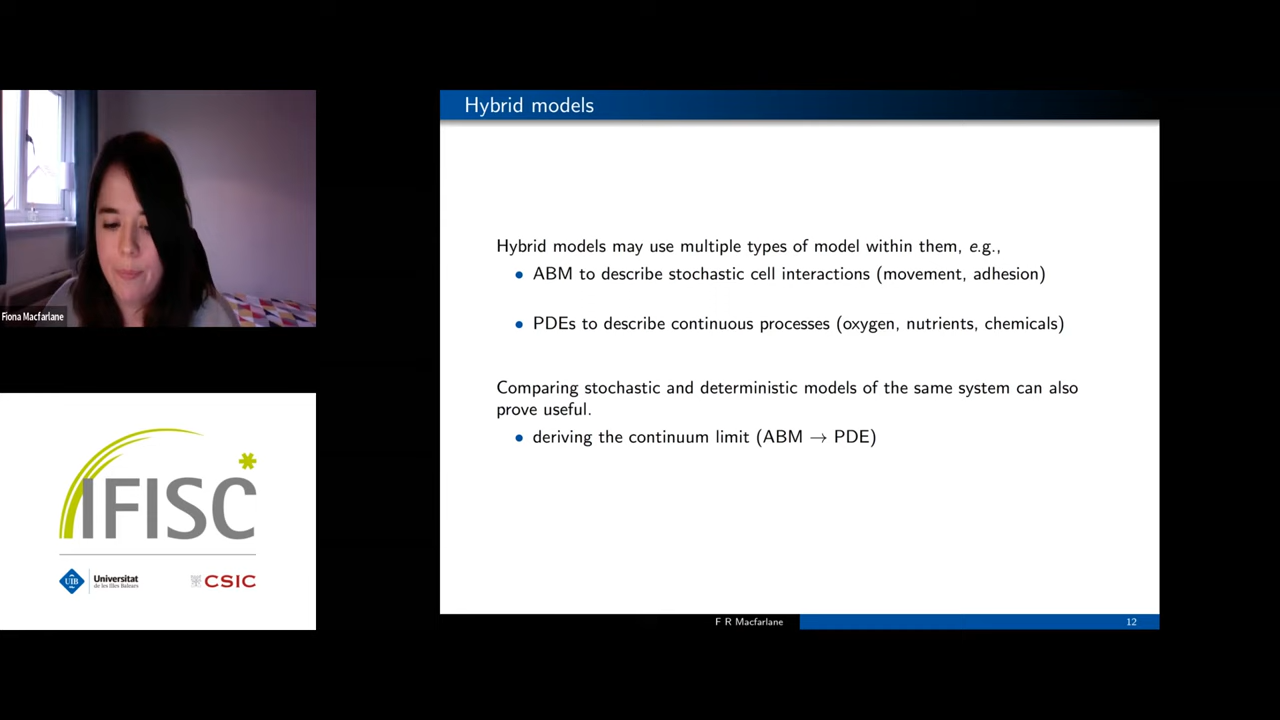 Hybrid models
Hybrid models may use multiple types of model within them, e.g.,
• ABM to describe stochastic cell interactions (movement, adhesion)
• PDEs to describe continuous processes (oxygen, nutrients, chemicals)
Comparing stochastic and deterministic models of the same system can also
prove useful.
• deriving the continuum limit (ABM → PDE)
F R Macfarlane
12
Fiona Macfarlane
IFISC
UIB
Universitat
de les Illes Balears
CSIC